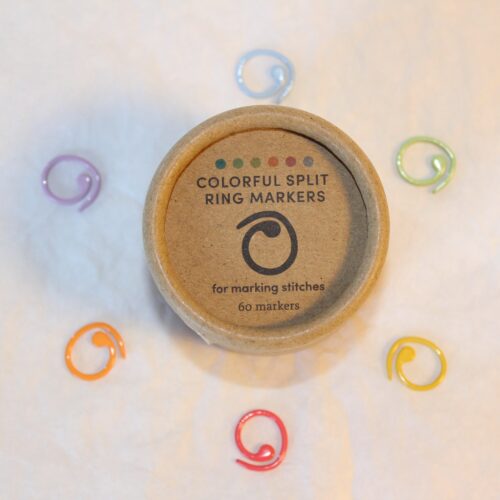 COLORFUL SPLIT
RING MARKERS
for marking stitches
60 markers